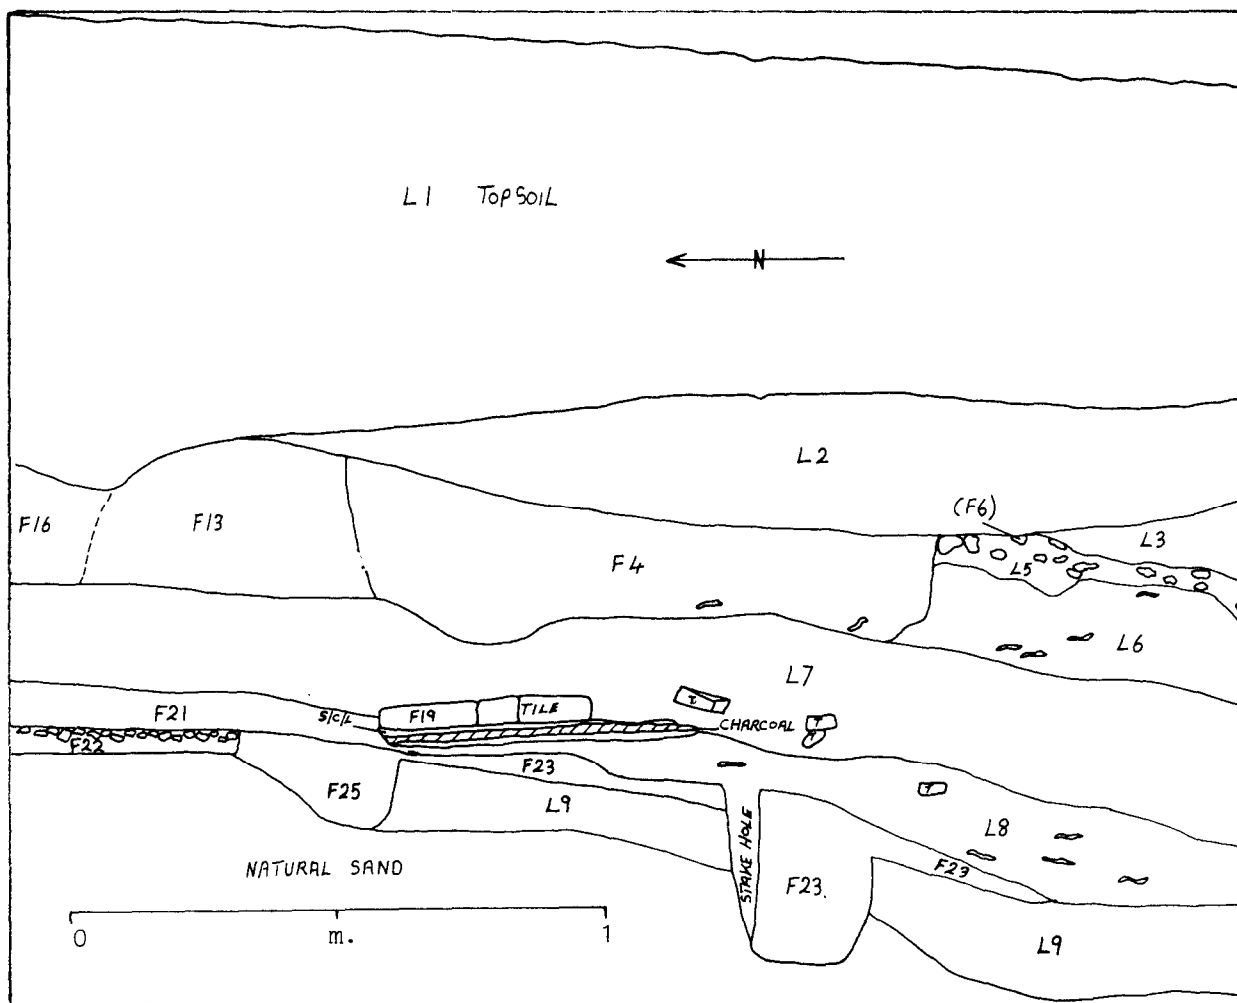 L1 TOPSOIL
N
L2
(F6)
F16
F13
L3
F4
L5
L6
L7
S/C/L
F19
TILE
T
F21
CHARCOAL
T
T
F22
F23
T
F25
L9
L8
STAKE HOLE
F23
NATURAL SAND
F23.
0 m. 1
L9